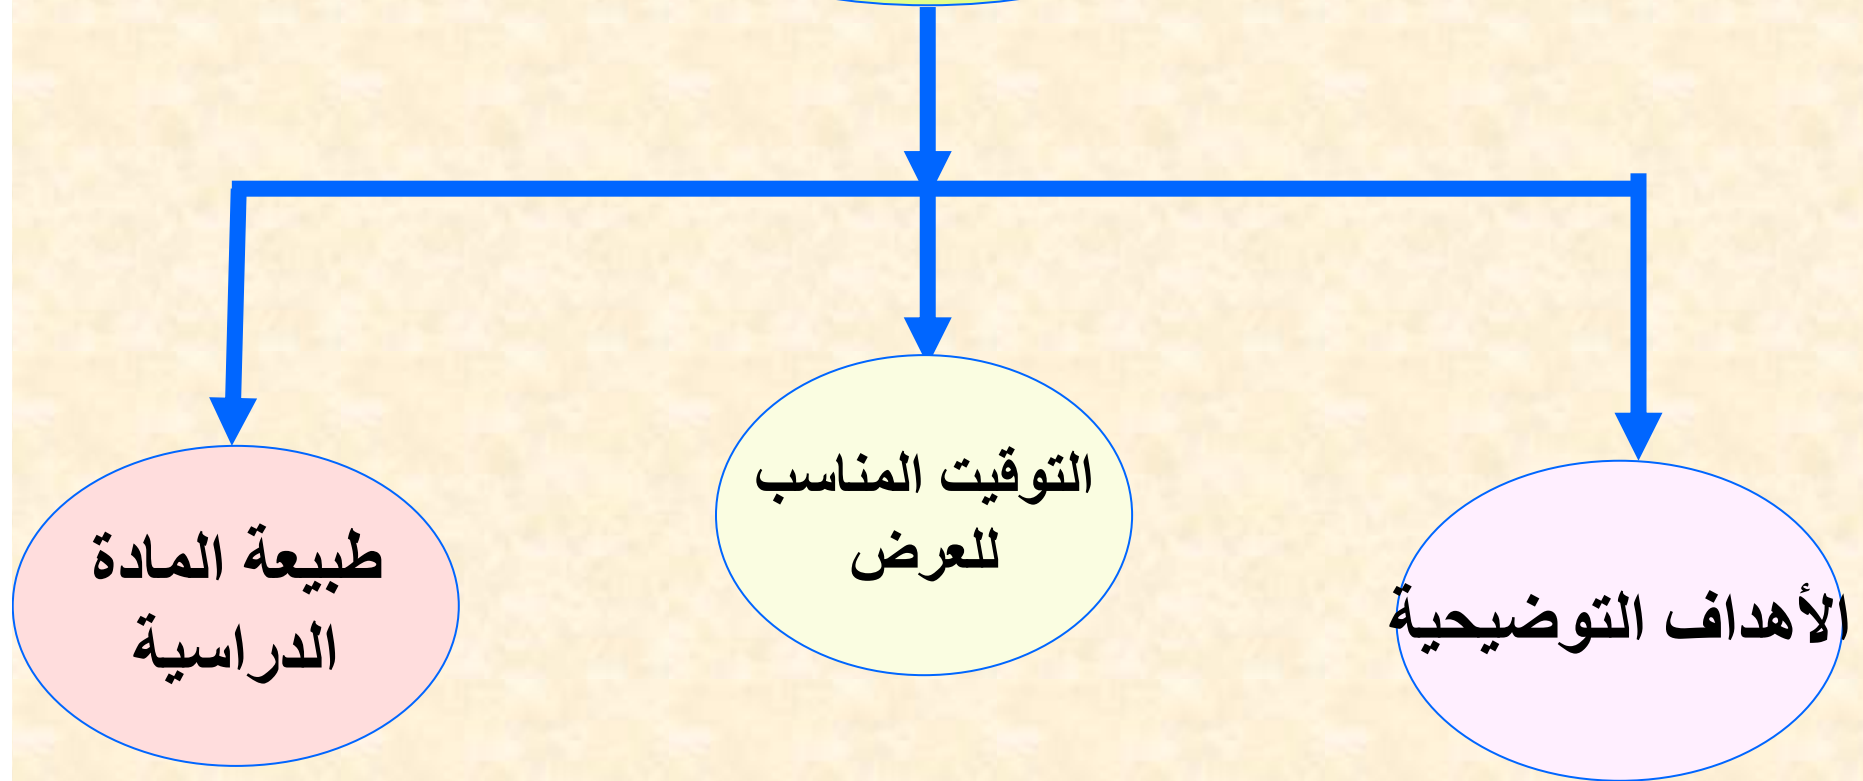 الأهداف التوضيحية
التوقيت المناسب
للعرض
طبيعة المادة
الدراسية